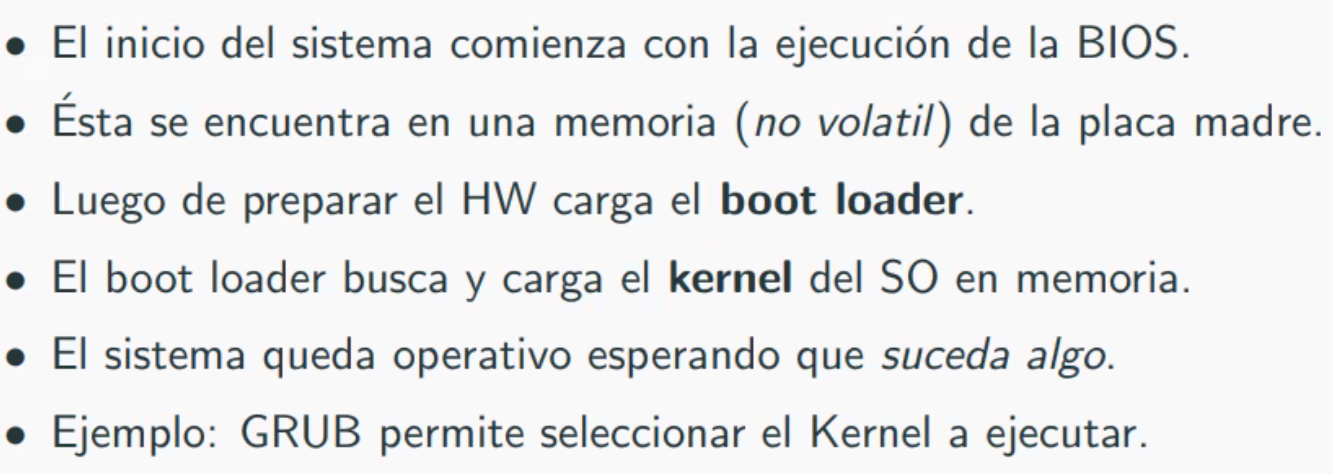 • El inicio del sistema comienza con la ejecución de la BIOS.
• Ésta se encuentra en una memoria (no volatil) de la placa madre.
• Luego de preparar el HW carga el boot loader.
• El boot loader busca y carga el kernel del SO en memoria.
• El sistema queda operativo esperando que suceda algo.
• Ejemplo: GRUB permite seleccionar el Kernel a ejecutar.